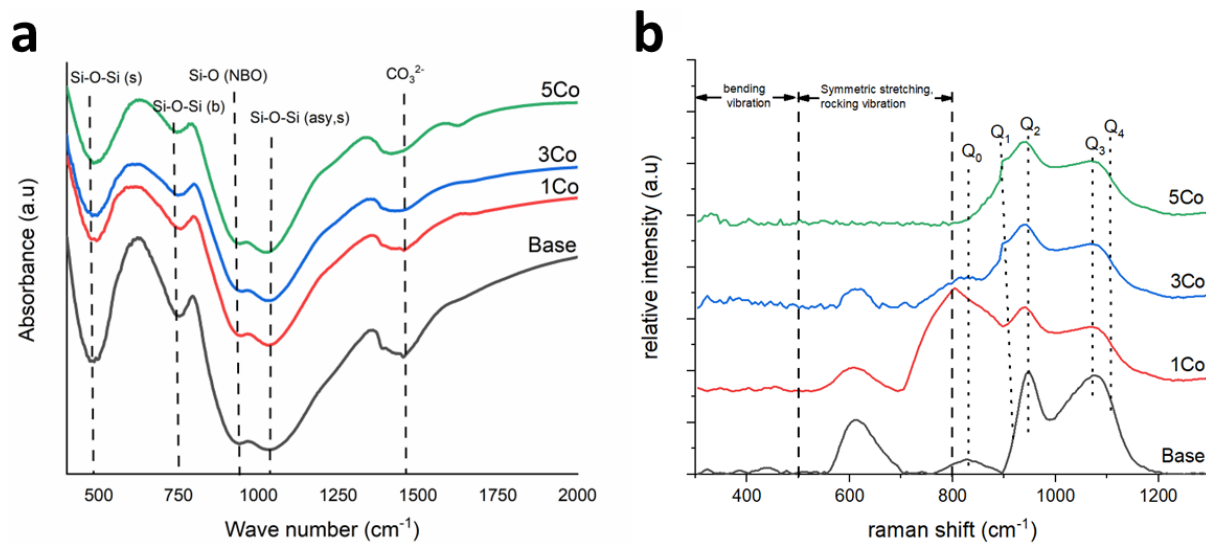 a
Si-O-Si (s)
Si-O-Si (b)
Si-O (NBO)
Si-O-Si (asy,s)
CO₃²⁻
5Co
3Co
1Co
Base
Absorbance (a.u)
500 750 1000 1250 1500 1750 2000
Wave number (cm⁻¹)
b
bending
vibration
Symmetric stretching,
rocking vibration
Q₀
Q₁
Q₂
Q₃
Q₄
5Co
3Co
1Co
Base
relative intensity (a.u)
400 600 800 1000 1200
raman shift (cm⁻¹)